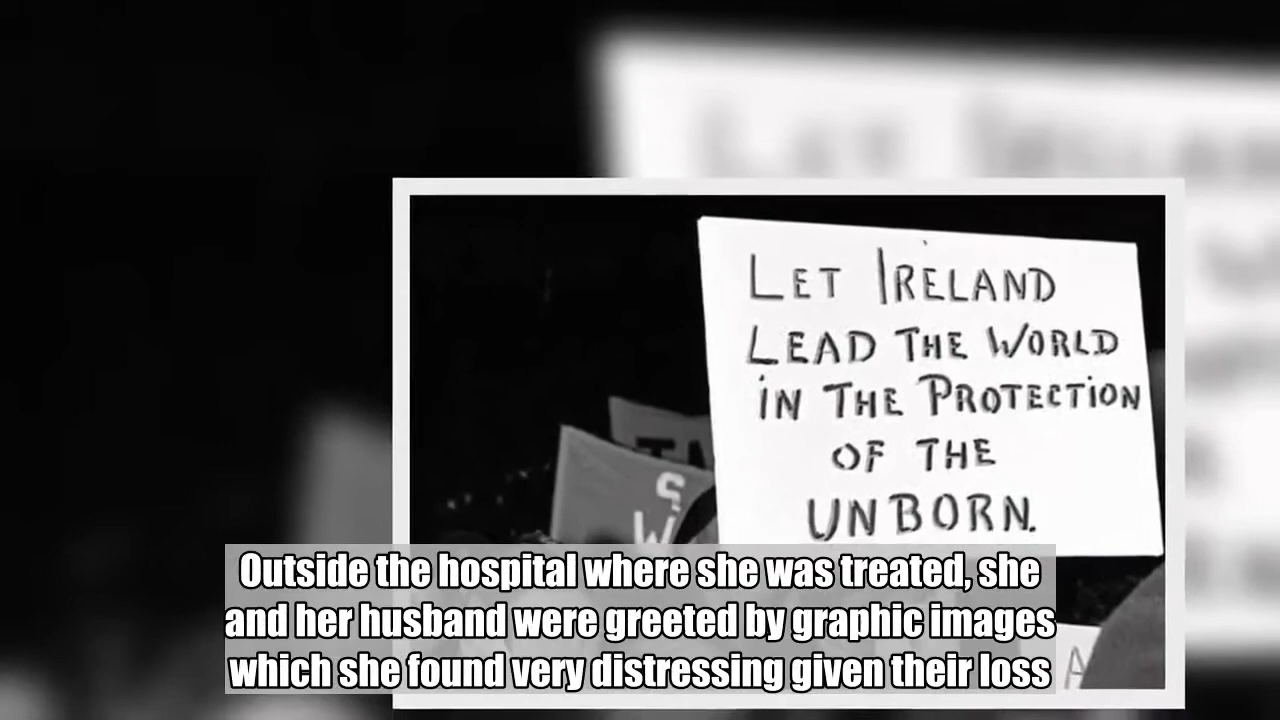 LET IRELAND
LEAD THE WORLD
IN THE PROTECTION
OF THE
UNBORN.
Outside the hospital where she was treated, she
and her husband were greeted by graphic images
which she found very distressing given their loss